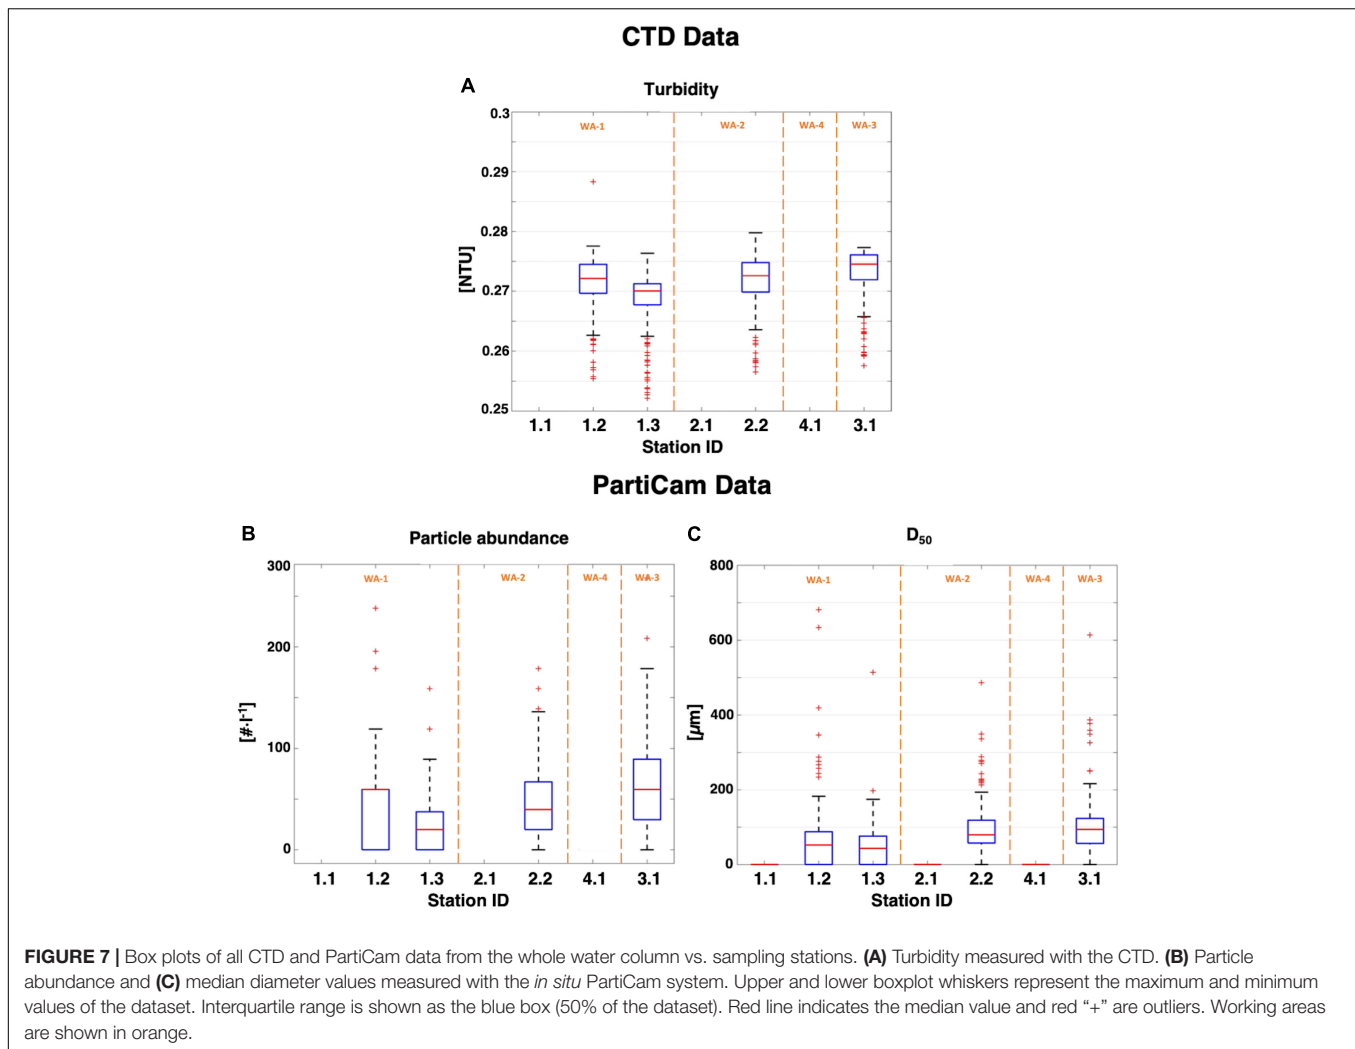 CTD Data
A
Turbidity
0.3
0.29
0.28
0.27
0.26
0.25
[NTU]
WA-1
WA-2
WA-4
WA-3
1.1 1.2 1.3 2.1 2.2 4.1 3.1
Station ID
PartiCam Data
B
Particle abundance
300
200
100
0
[#·l-1]
WA-1
WA-2
WA-4
WA-3
1.1 1.2 1.3 2.1 2.2 4.1 3.1
Station ID
C
D50
800
600
400
200
0
[µm]
WA-1
WA-2
WA-4
WA-3
1.1 1.2 1.3 2.1 2.2 4.1 3.1
Station ID
FIGURE 7 | Box plots of all CTD and PartiCam data from the whole water column vs. sampling stations. (A) Turbidity measured with the CTD. (B) Particle
abundance and (C) median diameter values measured with the in situ PartiCam system. Upper and lower boxplot whiskers represent the maximum and minimum
values of the dataset. Interquartile range is shown as the blue box (50% of the dataset). Red line indicates the median value and red “+” are outliers. Working areas
are shown in orange.